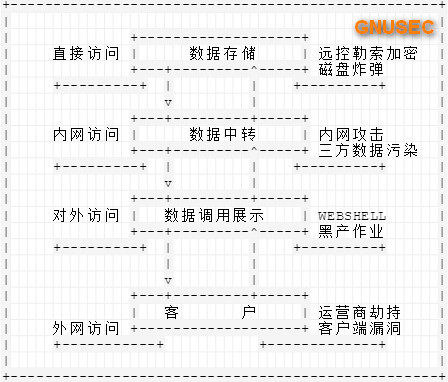 GNUSEC
直接访问 数据存储 远控勒索加密
磁盘炸弹
内网访问 数据中转 内网攻击
三方数据污染
对外访问 数据调用展示 WEBSHELL
黑产作业
客 户 运营商劫持
外网访问 客户端漏洞